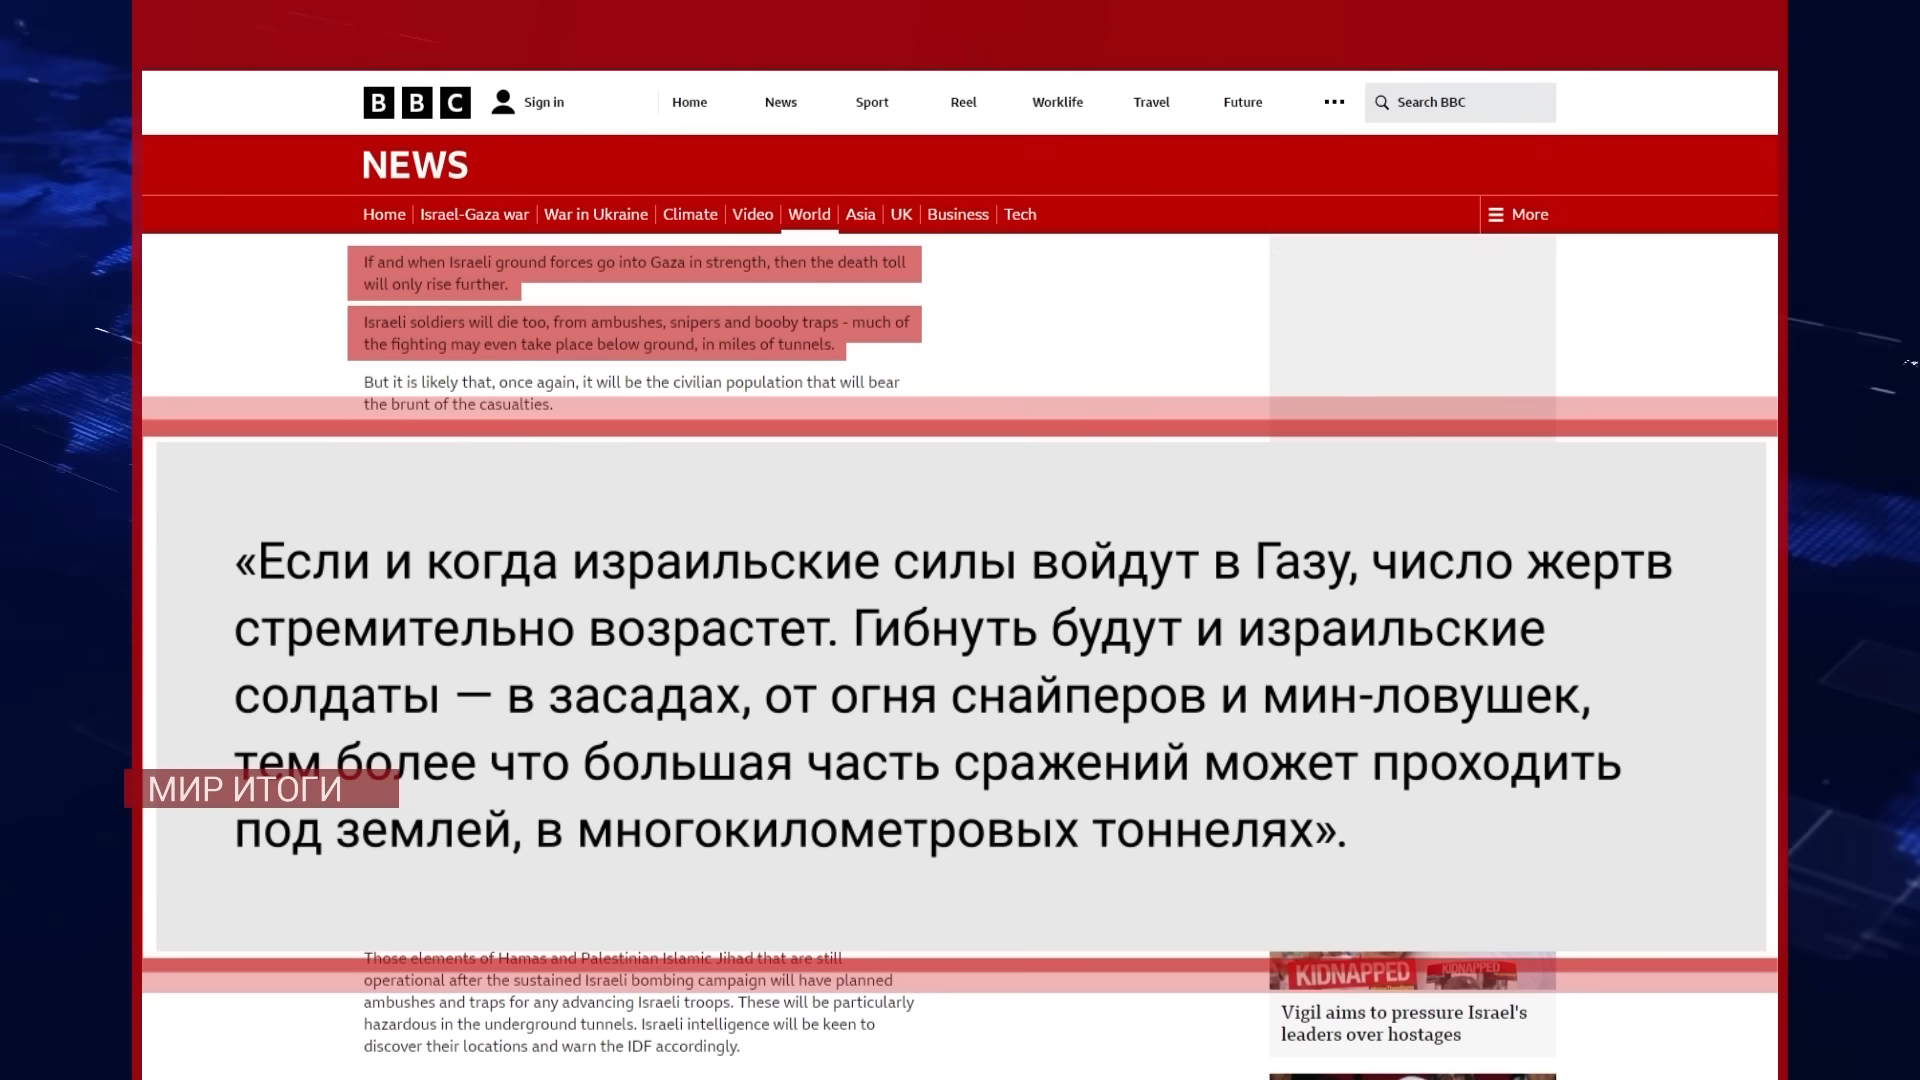 BBC Sign in Home News Sport Reel Worklife Travel Future Search BBC
NEWS
Home Israel-Gaza war War in Ukraine Climate Video World Asia UK Business Tech More
If and when Israeli ground forces go into Gaza in strength, then the death toll
will only rise further.
Israeli soldiers will die too, from ambushes, snipers and booby traps - much of
the fighting may even take place below ground, in miles of tunnels.
But it is likely that, once again, it will be the civilian population that will bear
the brunt of the casualties.
«Если и когда израильские силы войдут в Газу, число жертв
стремительно возрастет. Гибнуть будут и израильские
солдаты — в засадах, от огня снайперов и мин-ловушек,
тем более что большая часть сражений может проходить
МИР ИТОГИ
под землей, в многокилометровых тоннелях».
Those elements of Hamas and Palestinian Islamic Jihad that are still
operational after the sustained Israeli bombing campaign will have planned
ambushes and traps for any advancing Israeli troops. These will be particularly
hazardous in the underground tunnels. Israeli intelligence will be keen to
discover their locations and warn the IDF accordingly.
KIDNAPPED KIDNAPPED
Vigil aims to pressure Israel's
leaders over hostages